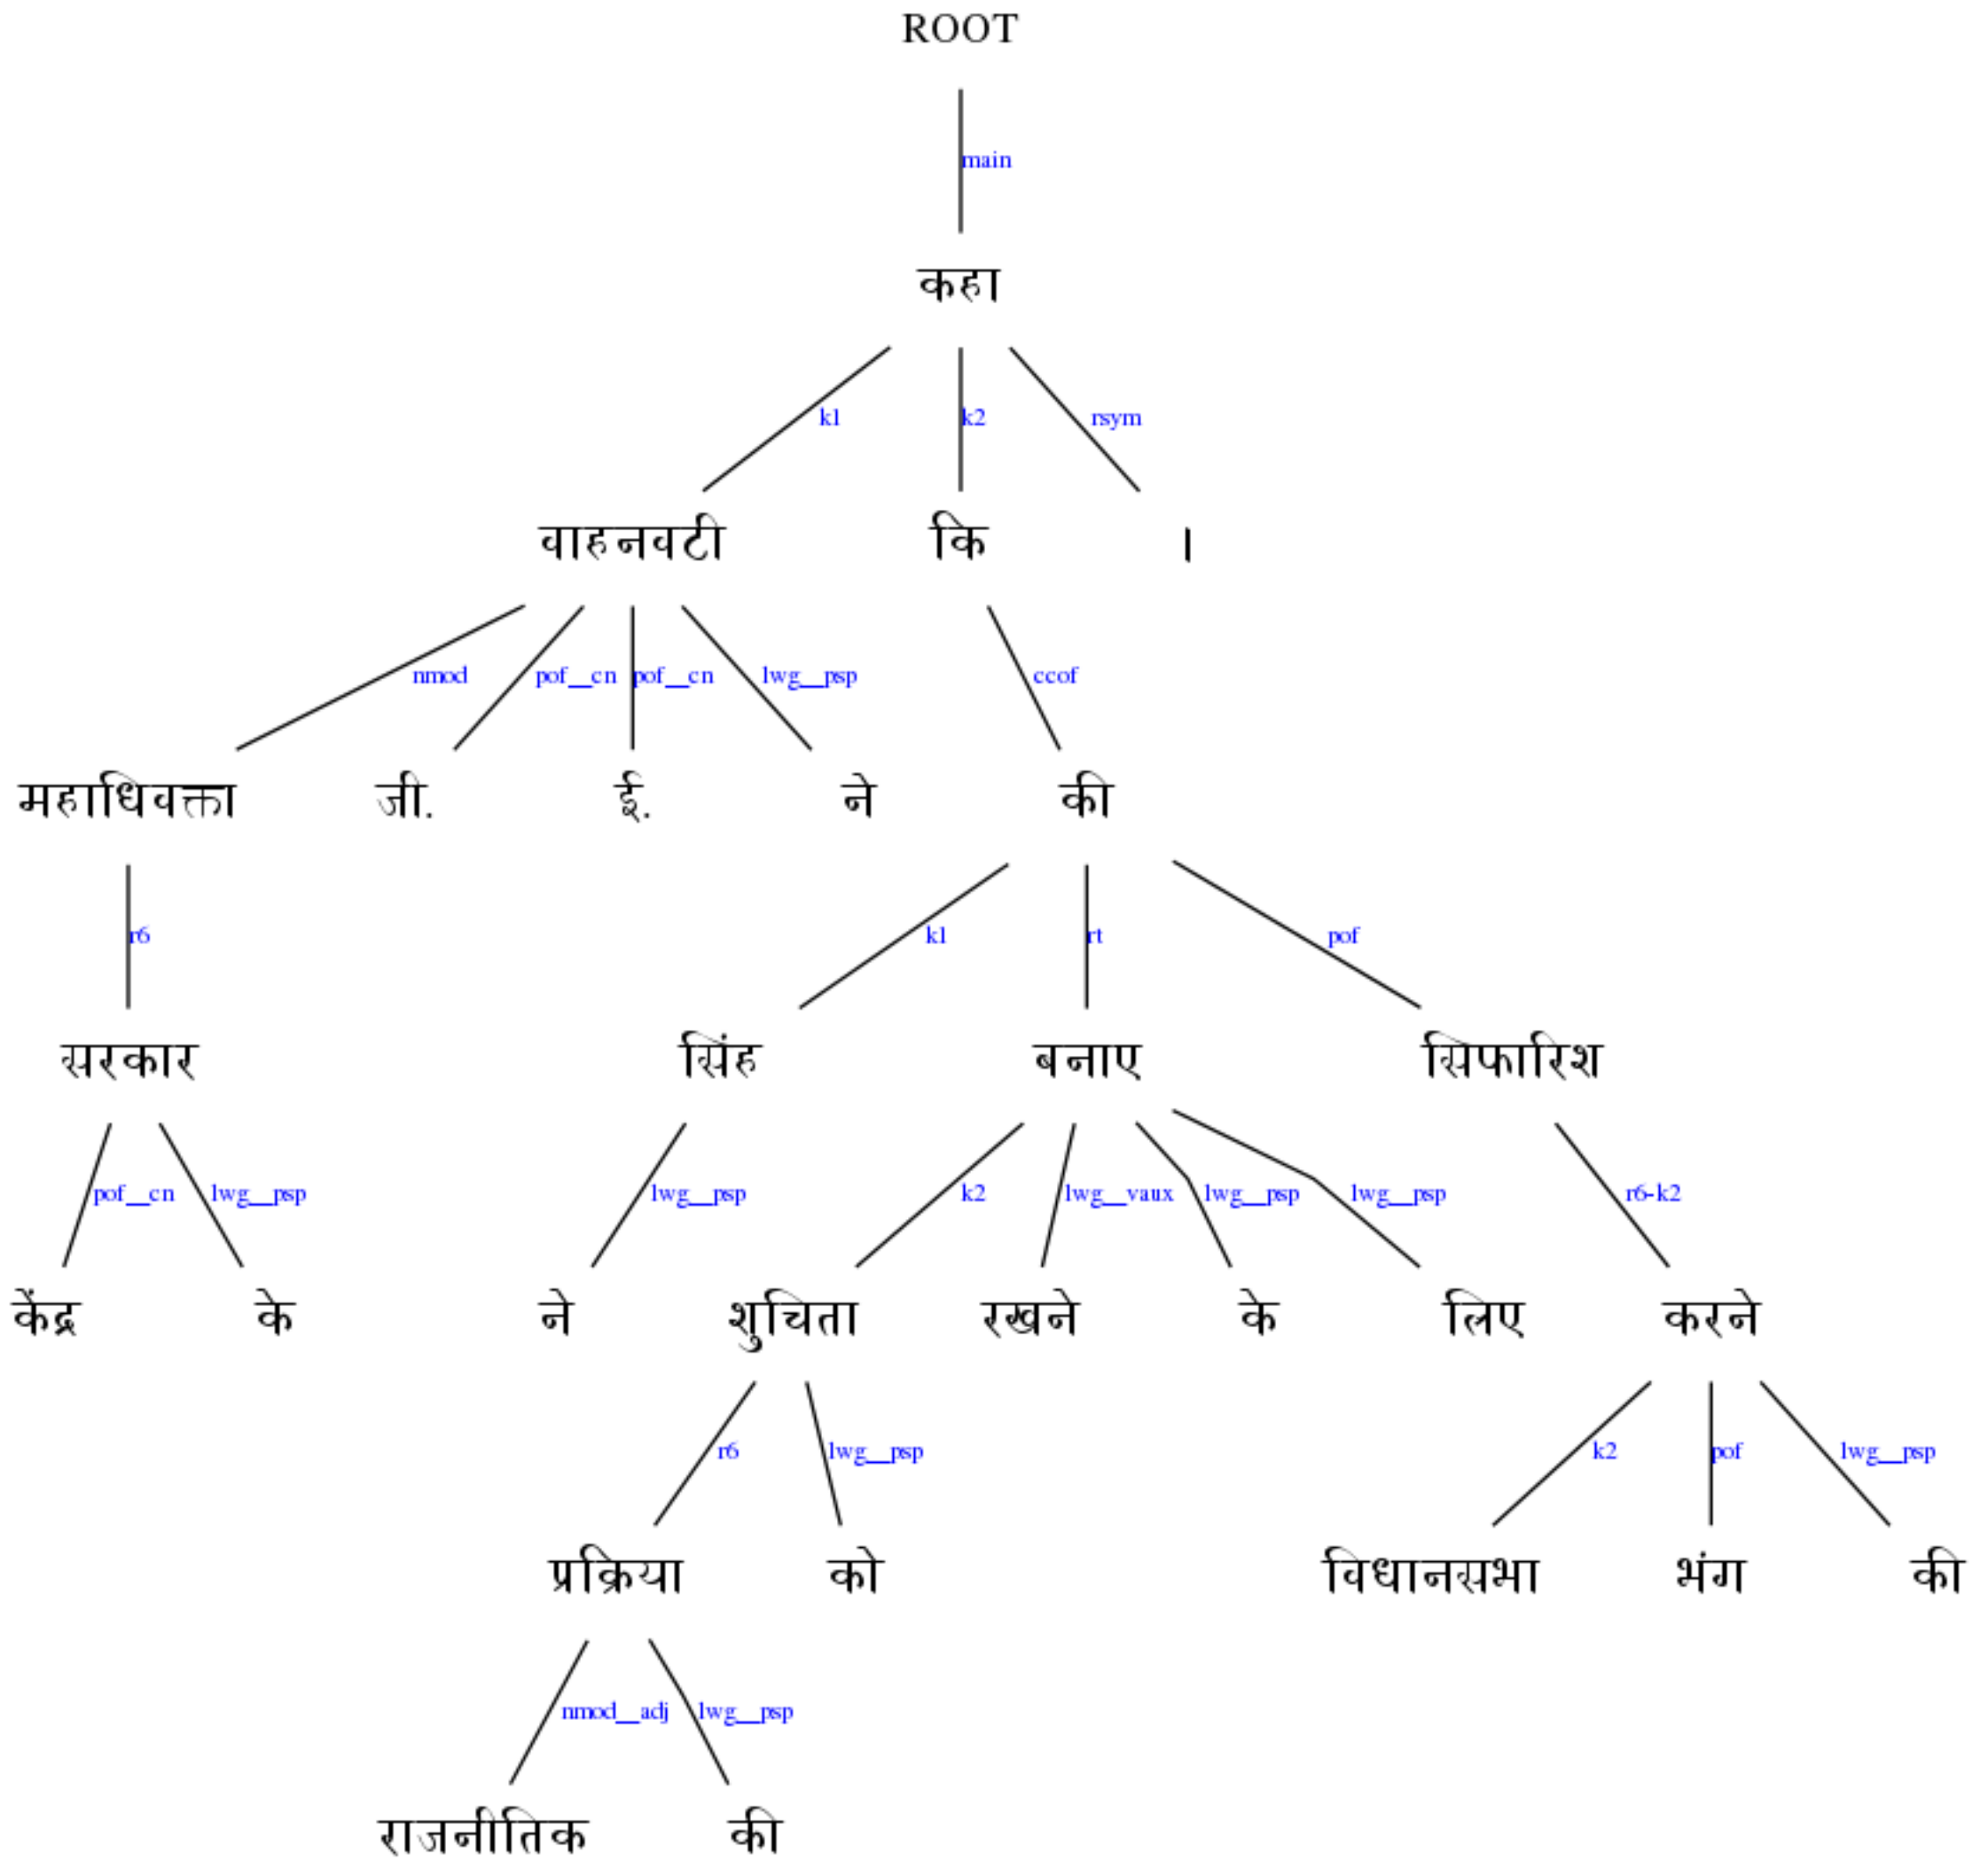 ROOT
main
कहा
k1 k2 rsym
वाहनवटी कि ।
nmod pof__cn pof__cn lwg__psp ccof
महाधिवक्ता जी. ई. ने की
r6 k1 rt pof
सरकार सिंह बनाए सिफारिश
pof__cn lwg__psp lwg__psp k2 lwg__vaux lwg__psp lwg__psp r6-k2
केंद्र के ने शुचिता रखने के लिए करने
r6 lwg__psp k2 pof lwg__psp
प्रक्रिया को विधानसभा भंग की
nmod__adj lwg__psp
राजनीतिक की